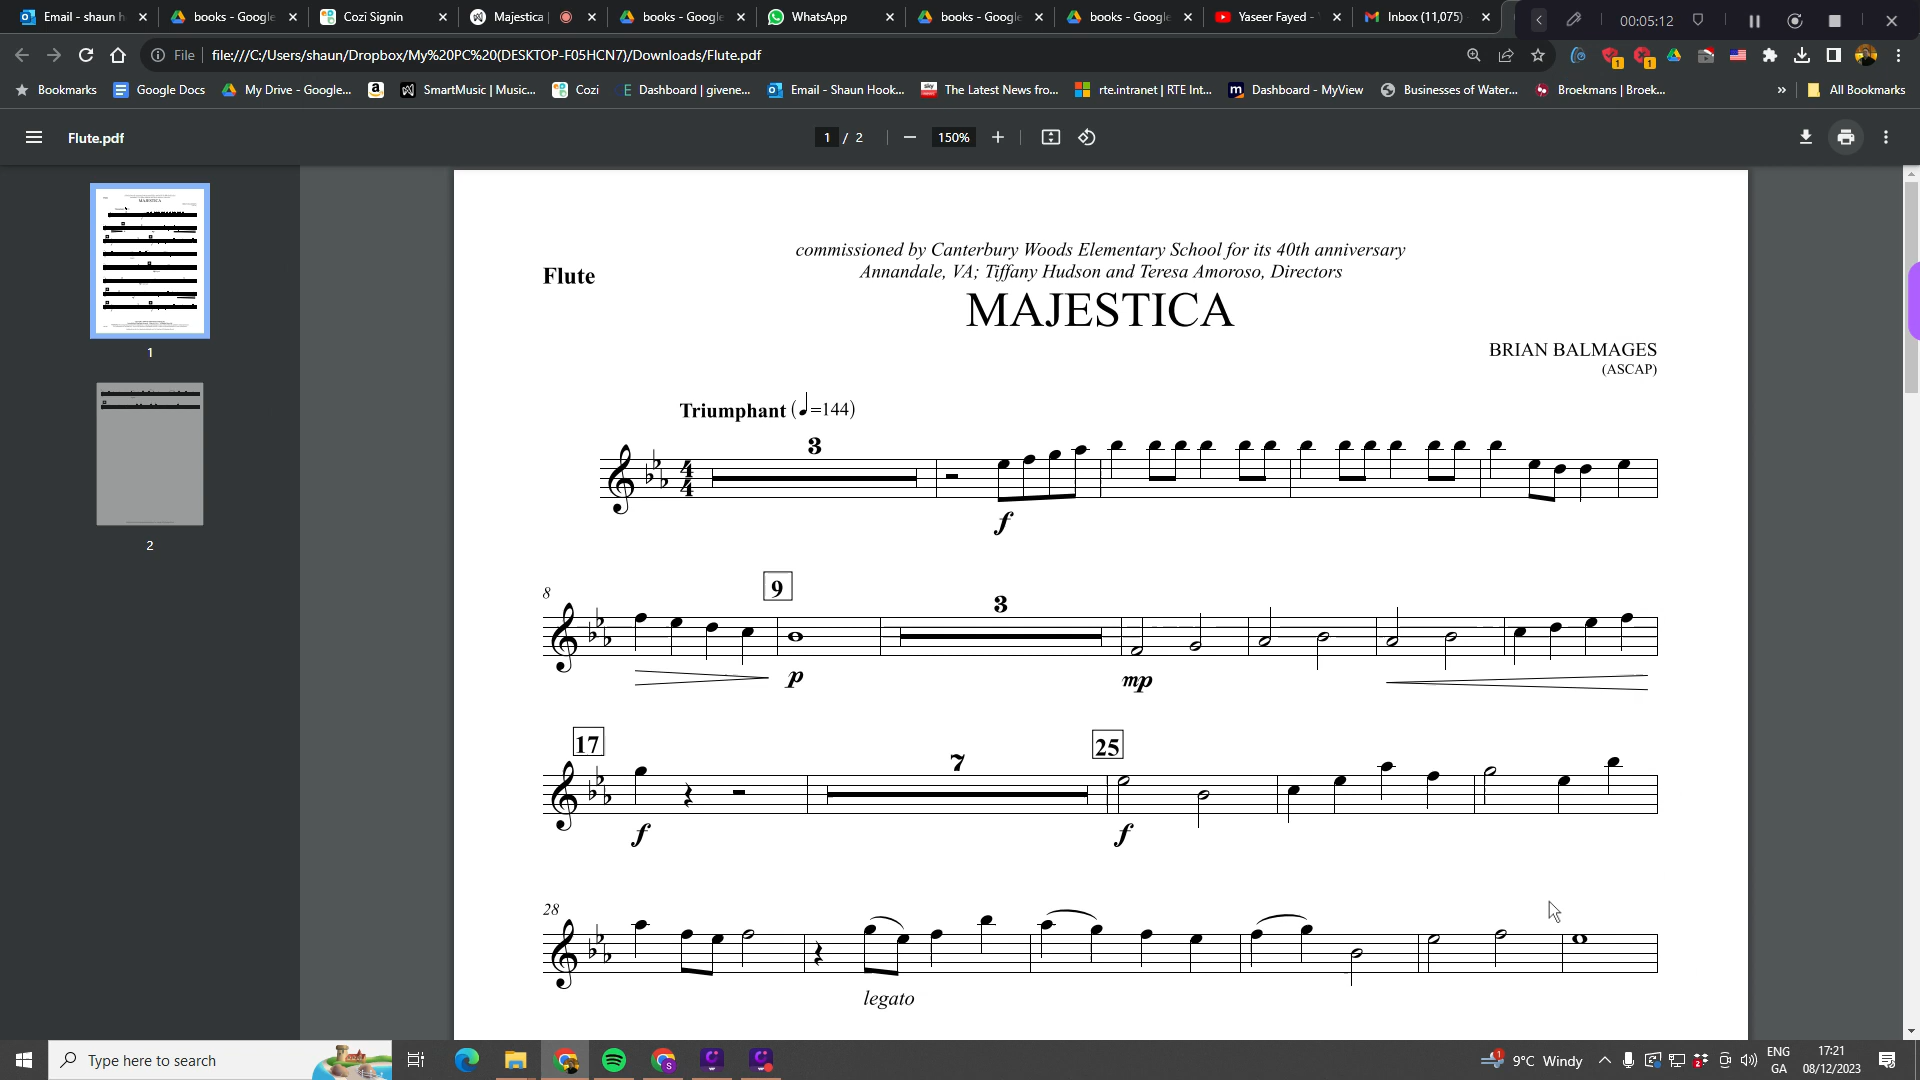 Email - shaun h
books - Google
Cozi Signin
Majestica
books - Google
WhatsApp
books - Google
books - Google
Yaseer Fayed -
Inbox (11,075)
00:05:12
File
file:///C:/Users/shaun/Dropbox/My%20PC%20(DESKTOP-F05HCN7)/Downloads/Flute.pdf
1
1
Bookmarks
Google Docs
My Drive - Google...
SmartMusic | Music...
Cozi
Dashboard | givene...
Email - Shaun Hook...
The Latest News fro...
rte.intranet | RTE Int...
Dashboard - MyView
Businesses of Water...
Broekmans | Broek...
»
All Bookmarks
Flute.pdf
1 / 2
150%
1
2
commissioned by Canterbury Woods Elementary School for its 40th anniversary
Annandale, VA; Tiffany Hudson and Teresa Amoroso, Directors
Flute
MAJESTICA
BRIAN BALMAGES
(ASCAP)
Triumphant (♩=144)
3
4
4
f
8
9
3
p
mp
17
7
25
f
f
28
legato
Type here to search
1
9°C Windy
ENG
GA
17:21
08/12/2023